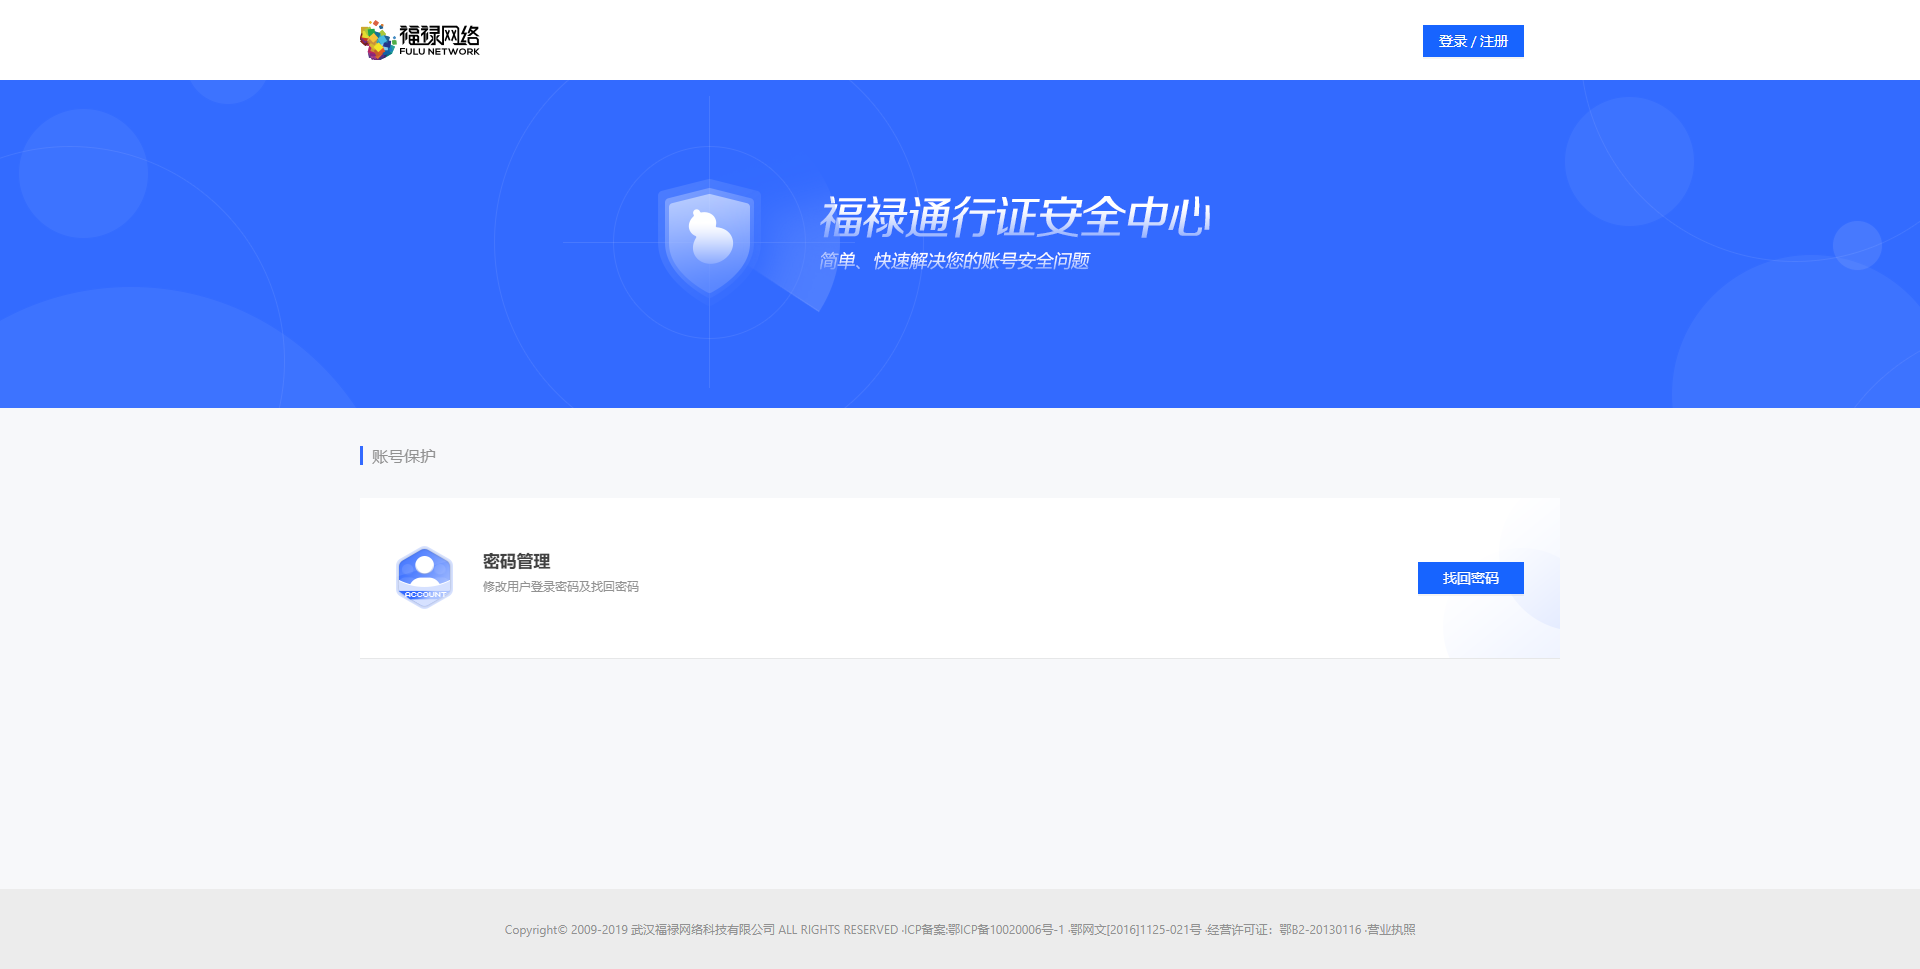 福禄网络
FULU NETWORK
登录 / 注册
福禄通行证安全中心
简单、快速解决您的账号安全问题
账号保护
ACCOUNT
密码管理
修改用户登录密码及找回密码
找回密码
Copyright© 2009-2019 武汉福禄网络科技有限公司 ALL RIGHTS RESERVED ·ICP备案:鄂ICP备10020006号-1 ·鄂网文[2016]1125-021号 ·经营许可证：鄂B2-20130116 ·营业执照